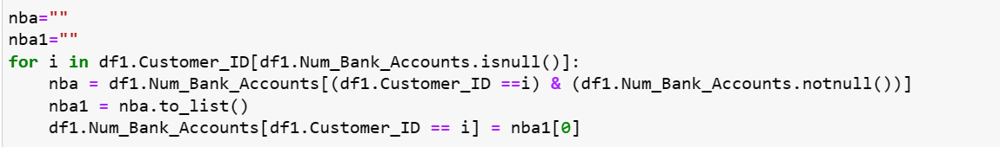 nba=""
nba1=""
for i in df1.Customer_ID[df1.Num_Bank_Accounts.isnull()]:
    nba = df1.Num_Bank_Accounts[(df1.Customer_ID ==i) & (df1.Num_Bank_Accounts.notnull())]
    nba1 = nba.to_list()
    df1.Num_Bank_Accounts[df1.Customer_ID == i] = nba1[0]